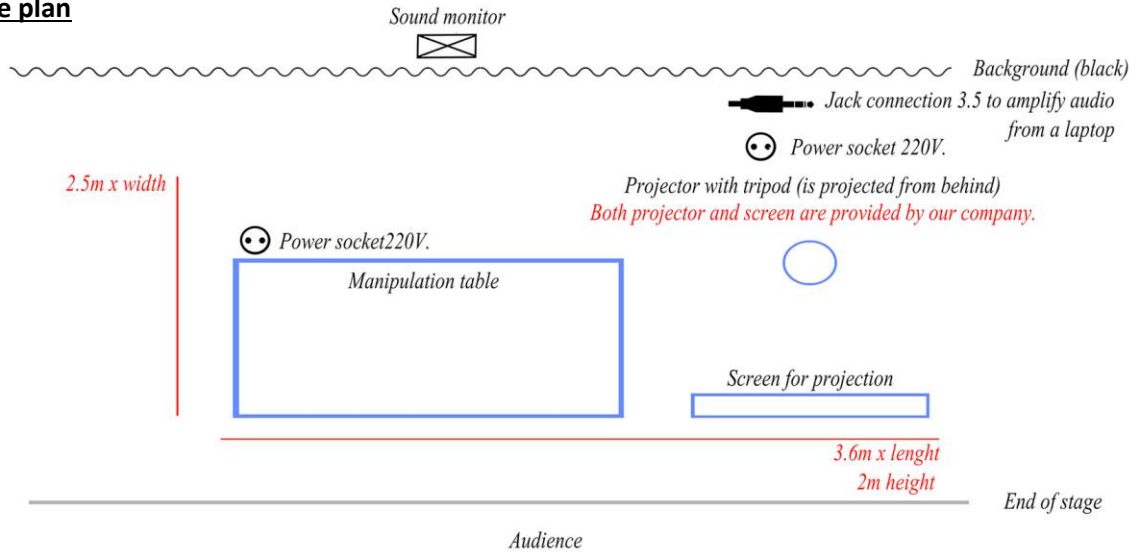 e plan
Sound monitor
Background (black)
Jack connection 3.5 to amplify audio
from a laptop
Power socket 220V.
2.5m x width
Projector with tripod (is projected from behind)
Both projector and screen are provided by our company.
Power socket220V.
Manipulation table
Screen for projection
3.6m x lenght
2m height
End of stage
Audience